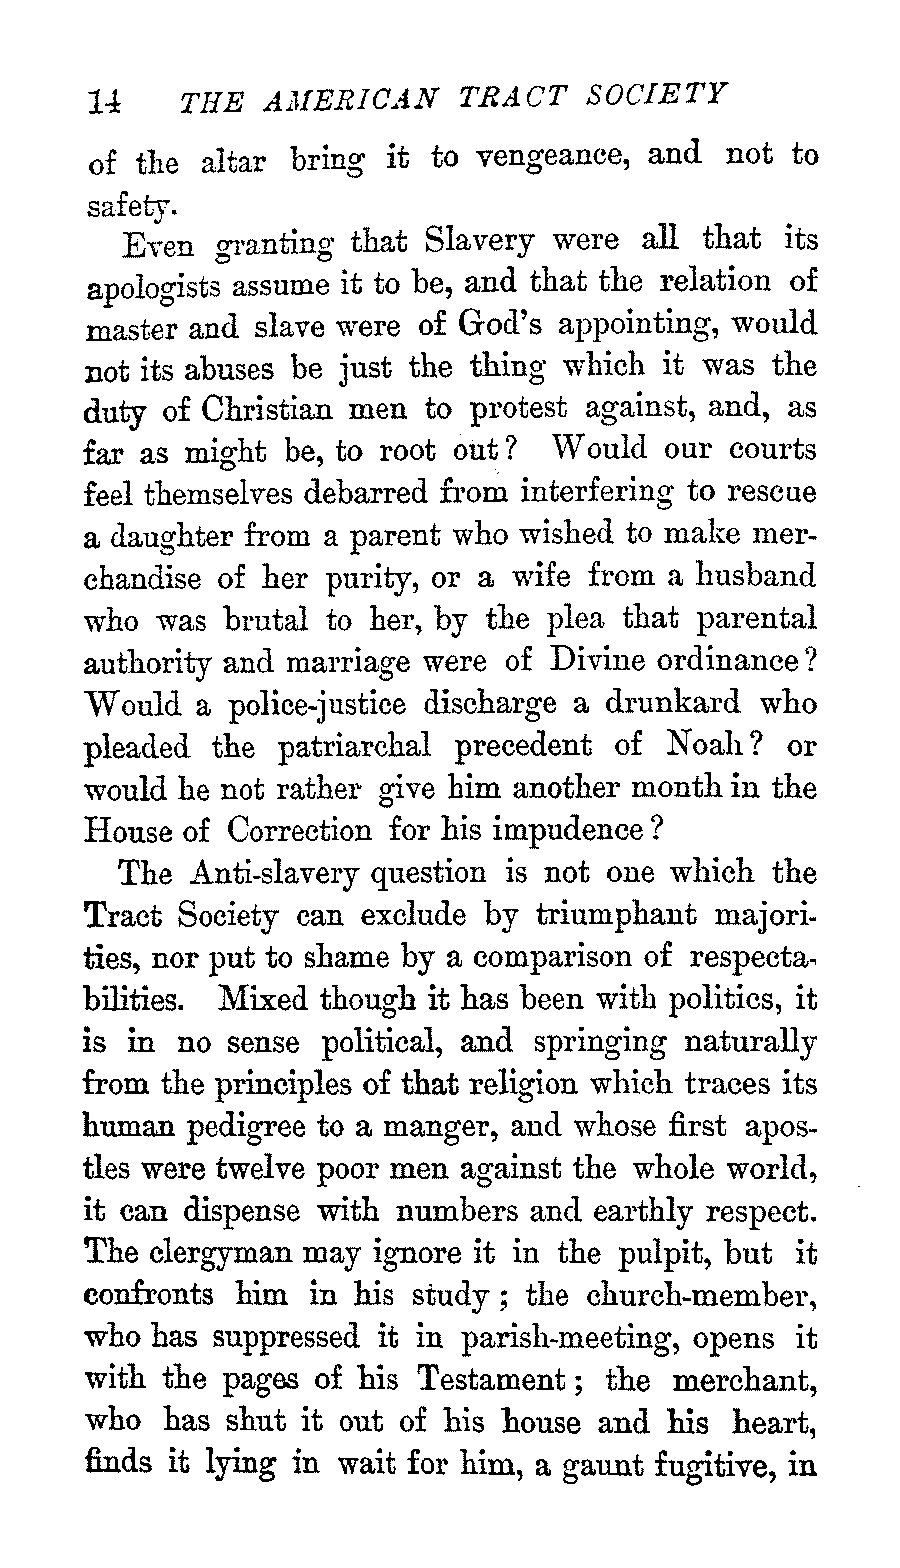 14 THE AMERICAN TRACT SOCIETY
of the altar bring it to vengeance, and not to
safety.
Even granting that Slavery were all that its
apologists assume it to be, and that the relation of
master and slave were of God's appointing, would
not its abuses be just the thing which it was the
duty of Christian men to protest against, and, as
far as might be, to root out? Would our courts
feel themselves debarred from interfering to rescue
a daughter from a parent who wished to make mer-
chandise of her purity, or a wife from a husband
who was brutal to her, by the plea that parental
authority and marriage were of Divine ordinance?
Would a police-justice discharge a drunkard who
pleaded the patriarchal precedent of Noah? or
would he not rather give him another month in the
House of Correction for his impudence?
The Anti-slavery question is not one which the
Tract Society can exclude by triumphant majori-
ties, nor put to shame by a comparison of respecta-
bilities. Mixed though it has been with politics, it
is in no sense political, and springing naturally
from the principles of that religion which traces its
human pedigree to a manger, and whose first apos-
tles were twelve poor men against the whole world,
it can dispense with numbers and earthly respect.
The clergyman may ignore it in the pulpit, but it
confronts him in his study; the church-member,
who has suppressed it in parish-meeting, opens it
with the pages of his Testament; the merchant,
who has shut it out of his house and his heart,
finds it lying in wait for him, a gaunt fugitive, in